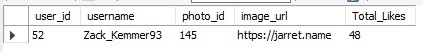 user_id username photo_id image_url Total_Likes
52 Zack_Kemmer93 145 https://jarret.name 48